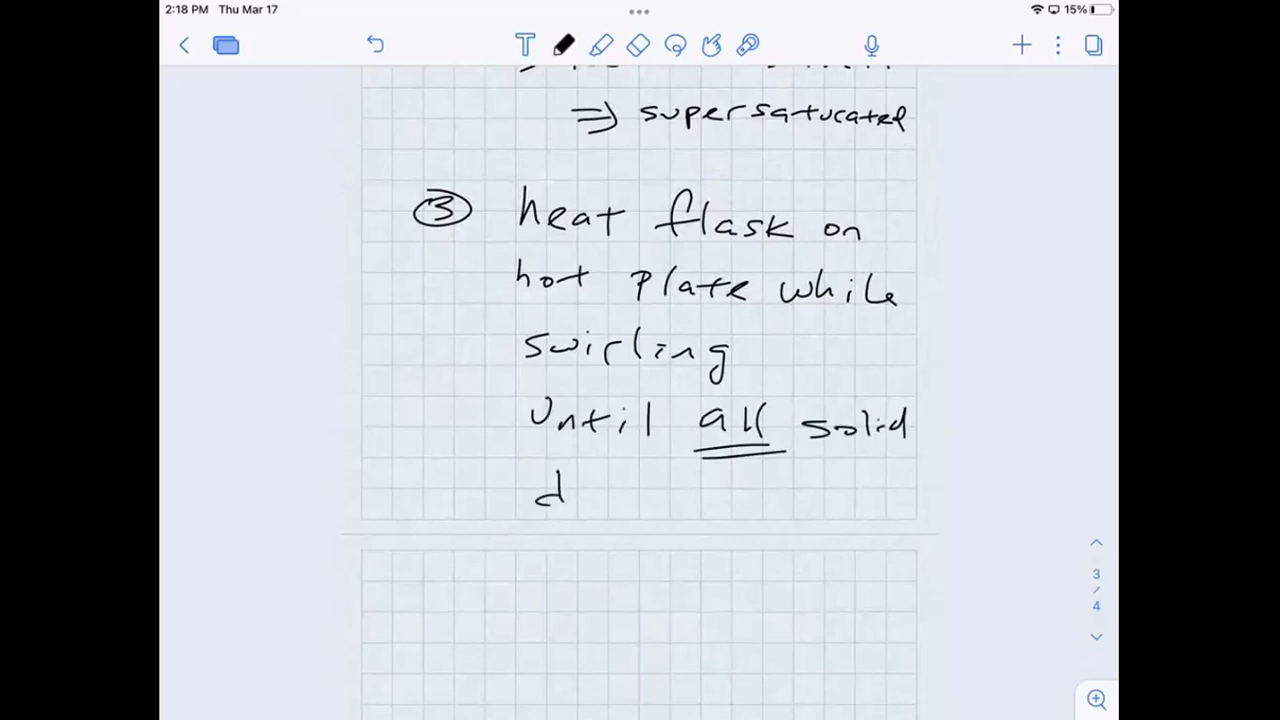 2:18 PM Thu Mar 17
15%
T
⇒ supersaturated
③ heat flask on
hot plate while
swirling
until all solid
d
3
/
4